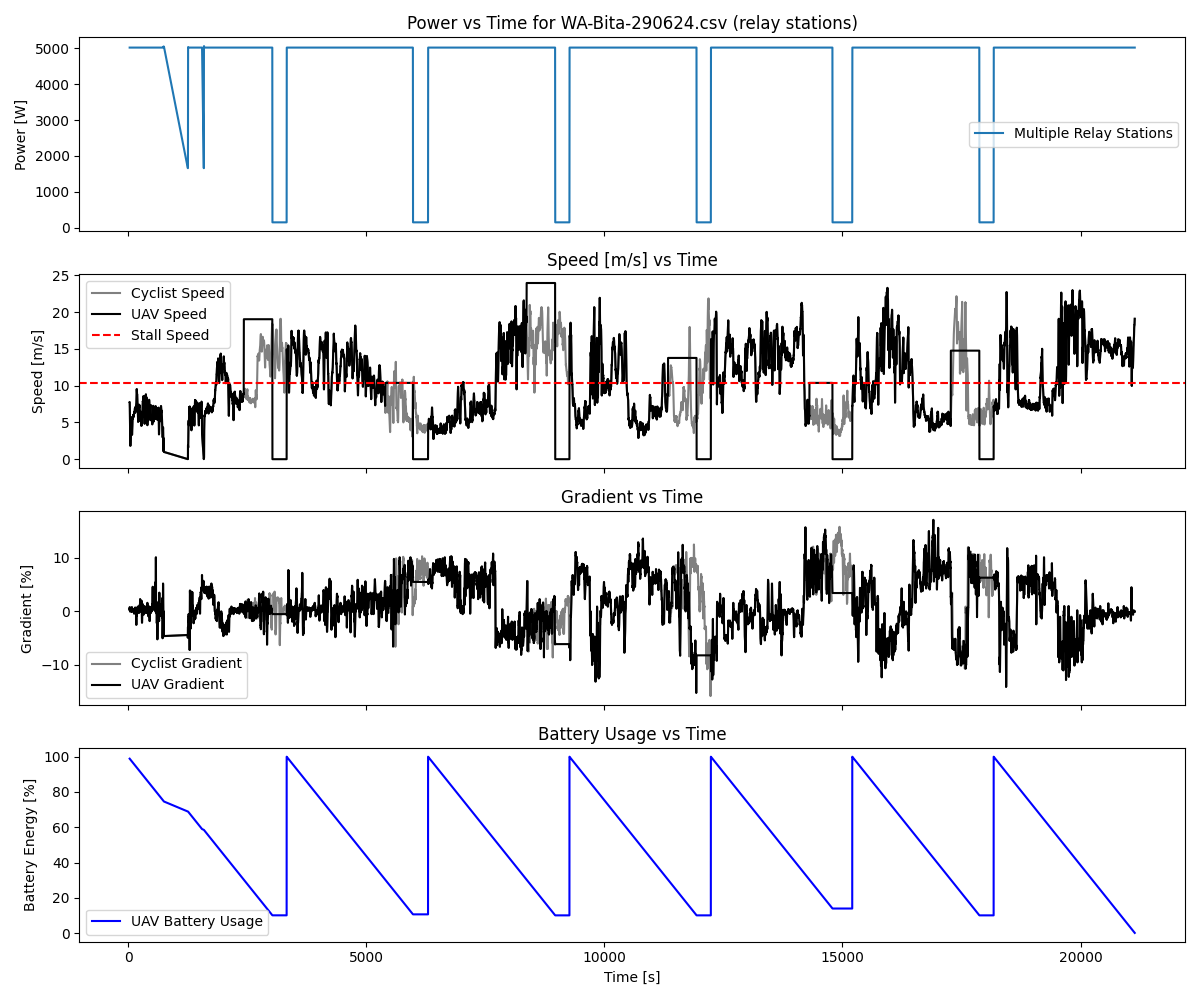 Power vs Time for WA-Bita-290624.csv (relay stations)
5000
4000
3000
2000
1000
0
Power [W]
Multiple Relay Stations
Speed [m/s] vs Time
25
20
15
10
5
0
Speed [m/s]
Cyclist Speed
UAV Speed
Stall Speed
Gradient vs Time
10
0
−10
Gradient [%]
Cyclist Gradient
UAV Gradient
Battery Usage vs Time
100
80
60
40
20
0
Battery Energy [%]
UAV Battery Usage
0 5000 10000 15000 20000
Time [s]